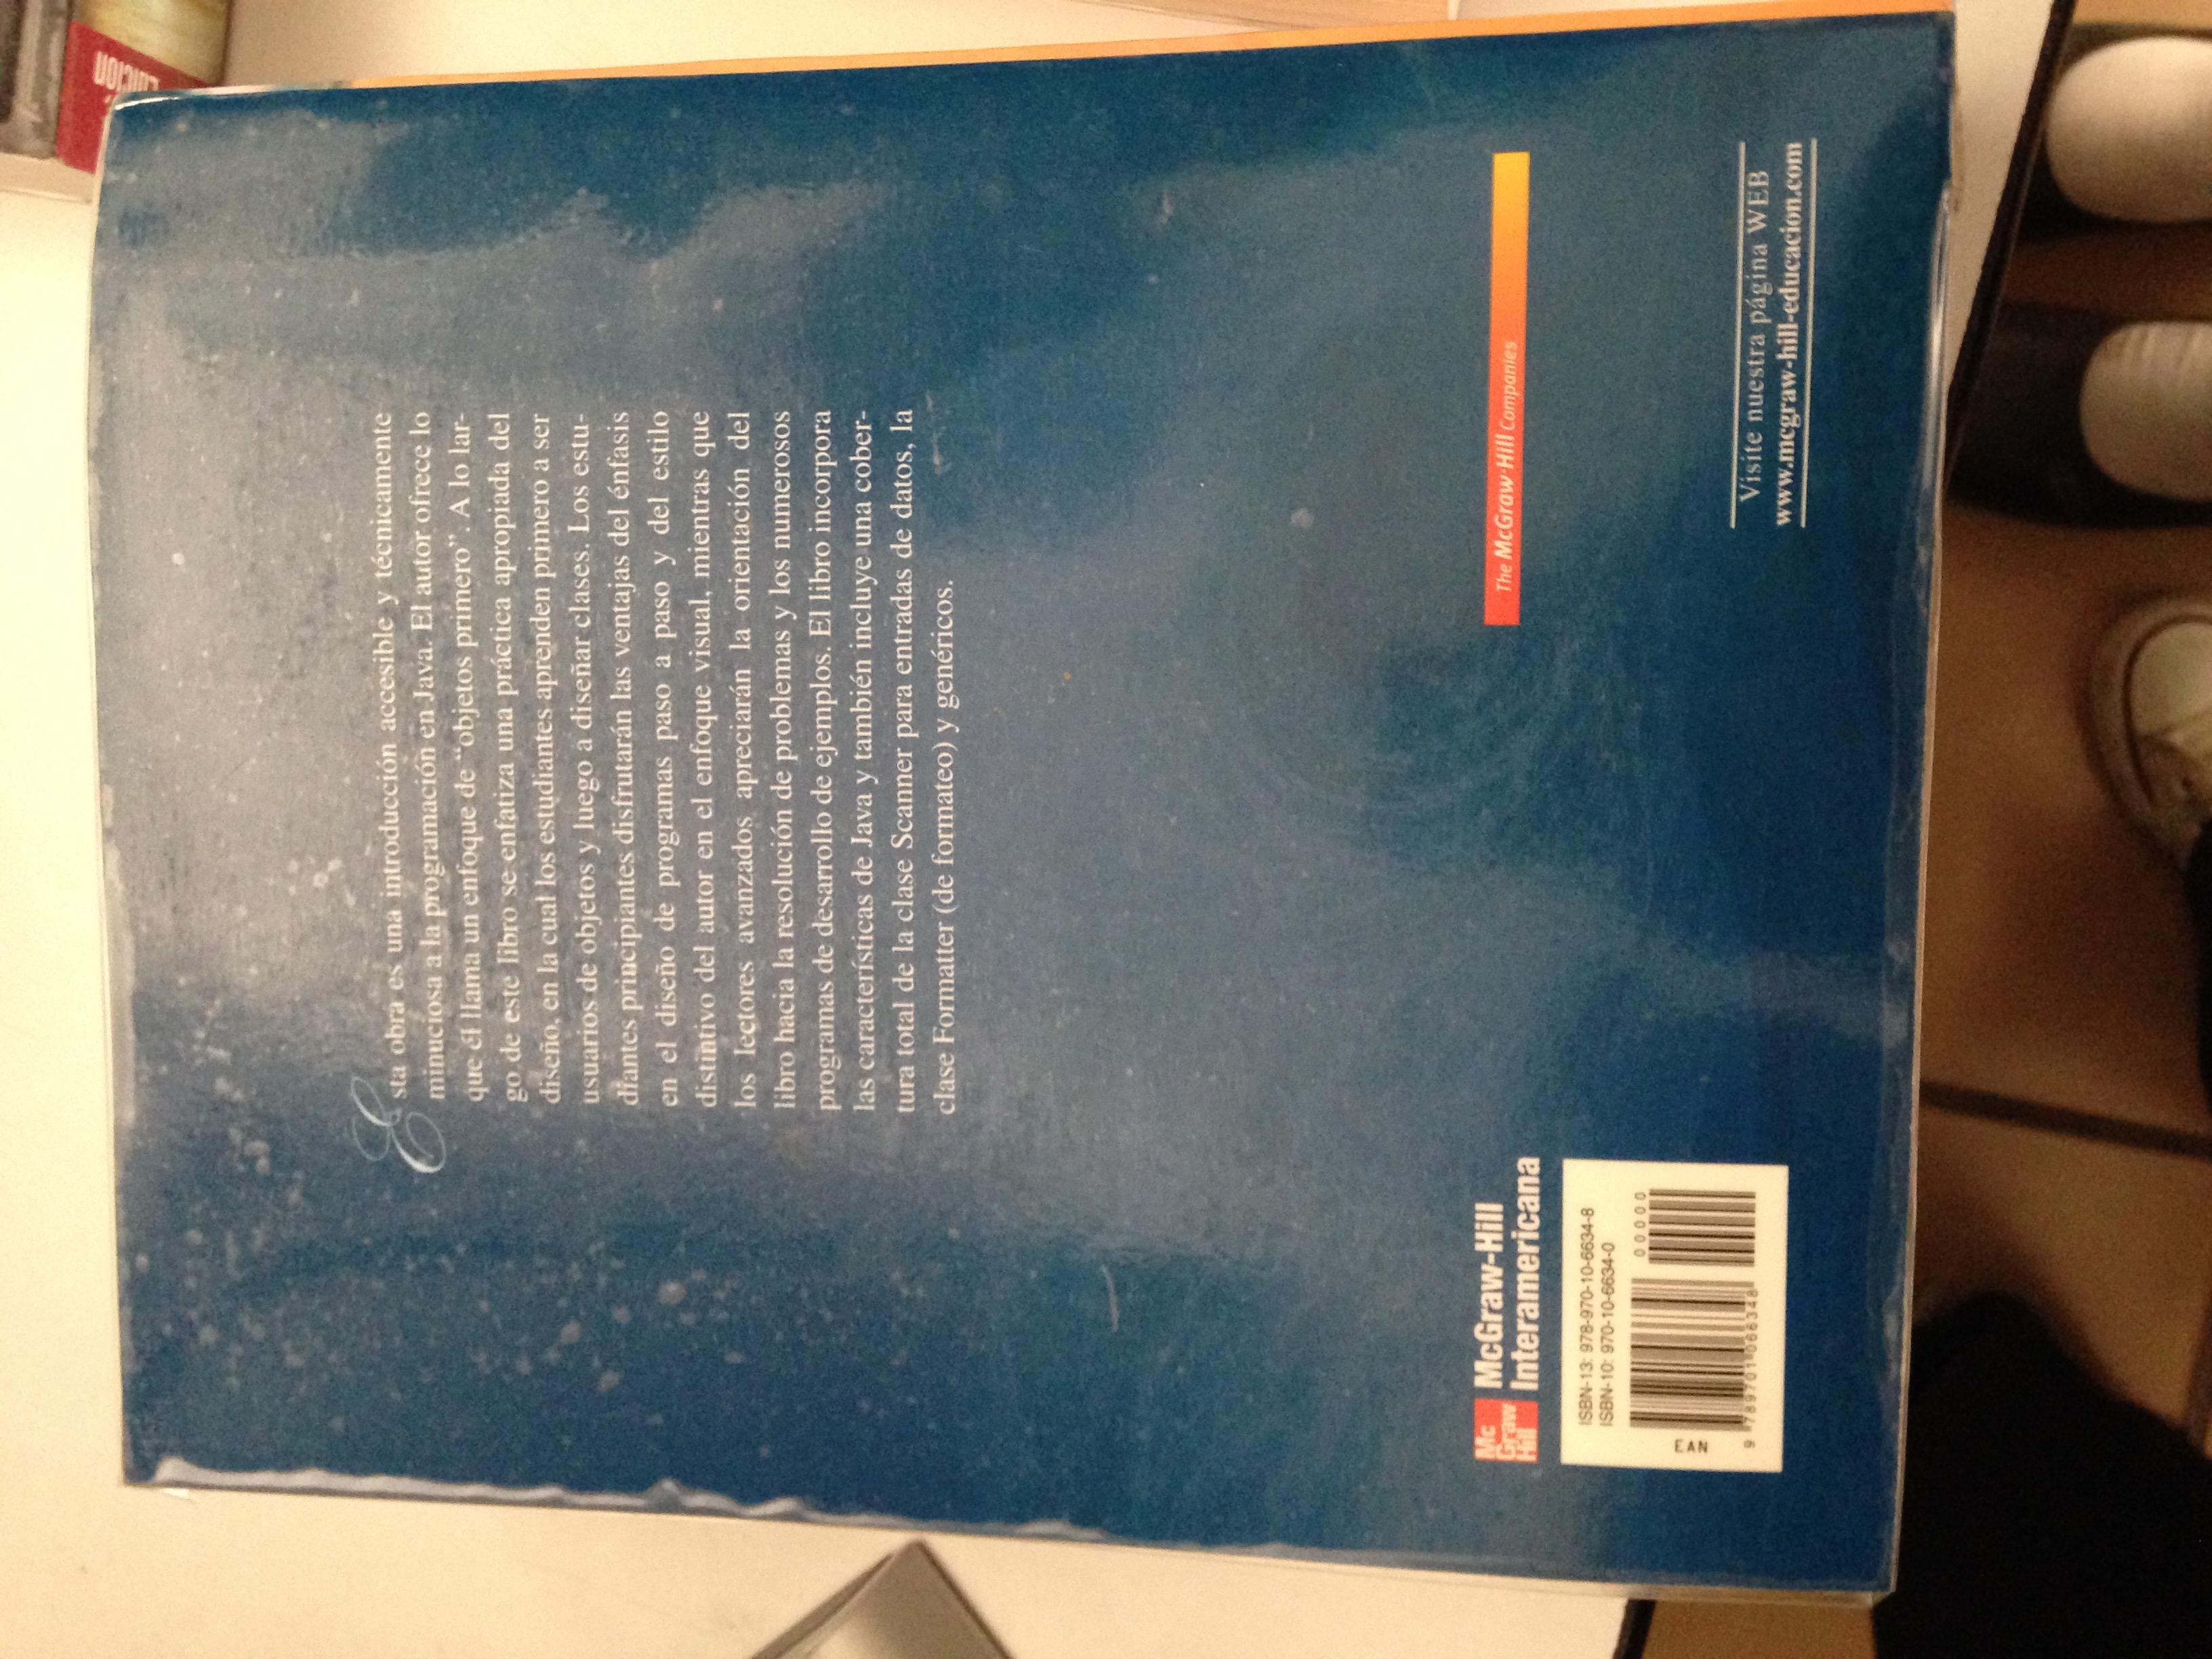 Edición
Esta obra es una introducción accesible y técnicamente
minuciosa a la programación en Java. El autor ofrece lo
que él llama un enfoque de “objetos primero”. A lo lar-
go de este libro se enfatiza una práctica apropiada del
diseño, en la cual los estudiantes aprenden primero a ser
usuarios de objetos y luego a diseñar clases. Los estu-
diantes principiantes disfrutarán las ventajas del énfasis
en el diseño de programas paso a paso y del estilo
distintivo del autor en el enfoque visual, mientras que
los lectores avanzados apreciarán la orientación del
libro hacia la resolución de problemas y los numerosos
programas de desarrollo de ejemplos. El libro incorpora
las características de Java y también incluye una cober-
tura total de la clase Scanner para entradas de datos, la
clase Formatter (de formateo) y genéricos.
Mc
Graw
Hill
McGraw-Hill
Interamericana
The McGraw·Hill Companies
ISBN-13: 978-970-10-6634-8
ISBN-10: 970-10-6634-0
00000
EAN
9 789701 066348
Visite nuestra página WEB
www.mcgraw-hill-educacion.com